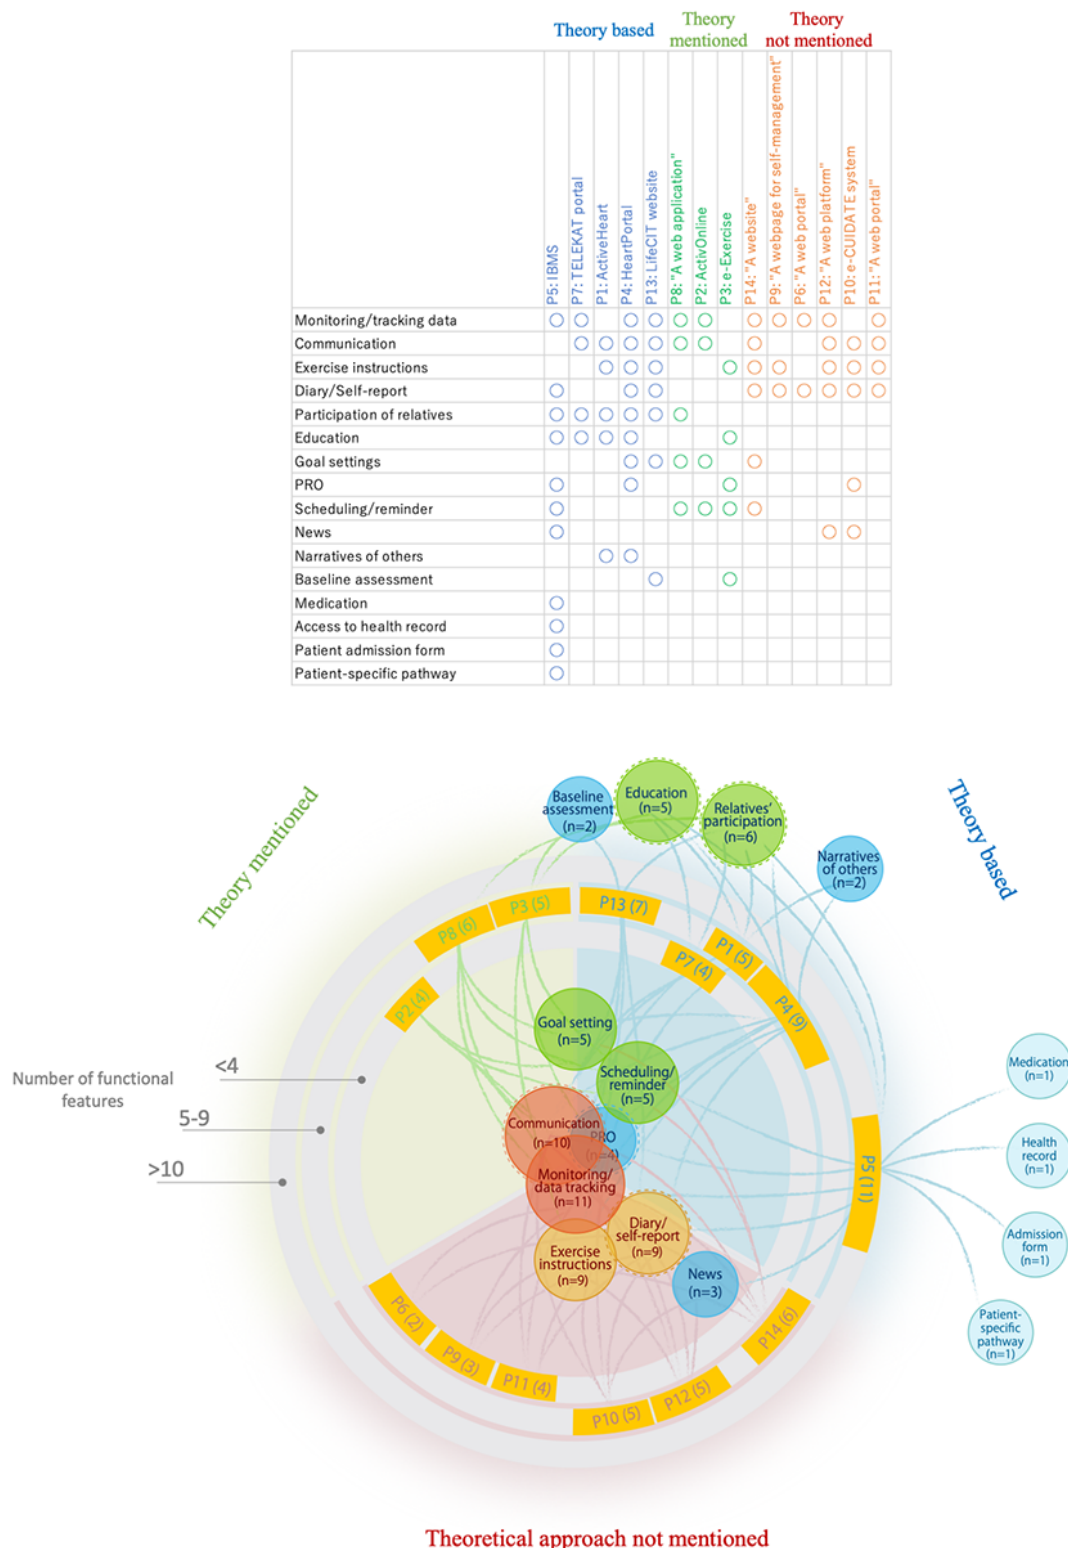 Theory based
Theory
mentioned
Theory
not mentioned
P5: IBMS
P7: TELEKAT portal
P1: ActiveHeart
P4: HeartPortal
P13: LifeCIT website
P8: "A web application"
P2: ActivOnline
P3: e-Exercise
P14: "A website"
P9: "A webpage for self-management"
P6: "A web portal"
P12: "A web platform"
P10: e-CUIDATE system
P11: "A web portal"
Monitoring/tracking data
Communication
Exercise instructions
Diary/Self-report
Participation of relatives
Education
Goal settings
PRO
Scheduling/reminder
News
Narratives of others
Baseline assessment
Medication
Access to health record
Patient admission form
Patient-specific pathway
Theory mentioned
Theory based
Baseline
assessment
(n=2)
Education
(n=5)
Relatives'
participation
(n=6)
Narratives
of others
(n=2)
P2 (4)
P8 (6)
P3 (5)
P13 (7)
P7 (4)
P1 (5)
P4 (9)
P5 (11)
Goal setting
(n=5)
Scheduling/
reminder
(n=5)
Communication
(n=10)
PRO
(n=4)
Monitoring/
data tracking
(n=11)
Diary/
self-report
(n=9)
Exercise
instructions
(n=9)
News
(n=3)
Number of functional
features
<4
5-9
>10
Medication
(n=1)
Health
record
(n=1)
Admission
form
(n=1)
Patient-
specific
pathway
(n=1)
P6 (2)
P9 (3)
P11 (4)
P10 (5)
P12 (5)
P14 (6)
Theoretical approach not mentioned